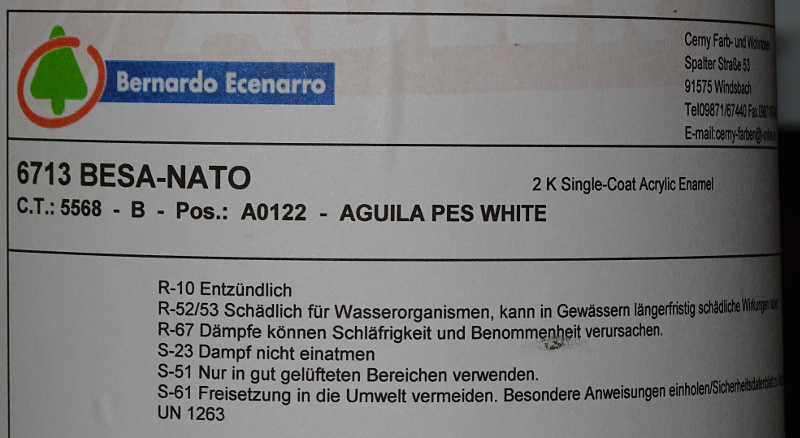 Bernardo Ecenarro
Cerny Farb- und
Spalter Straße 53
91575 Windsbach
Tel09871/67440
E-mail:cerny-farben@t-online
6713 BESA-NATO
2 K Single-Coat Acrylic Enamel
C.T.: 5568 - B - Pos.: A0122 - AGUILA PES WHITE
R-10 Entzündlich
R-52/53 Schädlich für Wasserorganismen, kann in Gewässern längerfristig schädliche Wirkungen
R-67 Dämpfe können Schläfrigkeit und Benommenheit verursachen.
S-23 Dampf nicht einatmen
S-51 Nur in gut gelüfteten Bereichen verwenden.
S-61 Freisetzung in die Umwelt vermeiden. Besondere Anweisungen einholen/Sicherheitsdatenblatt
UN 1263